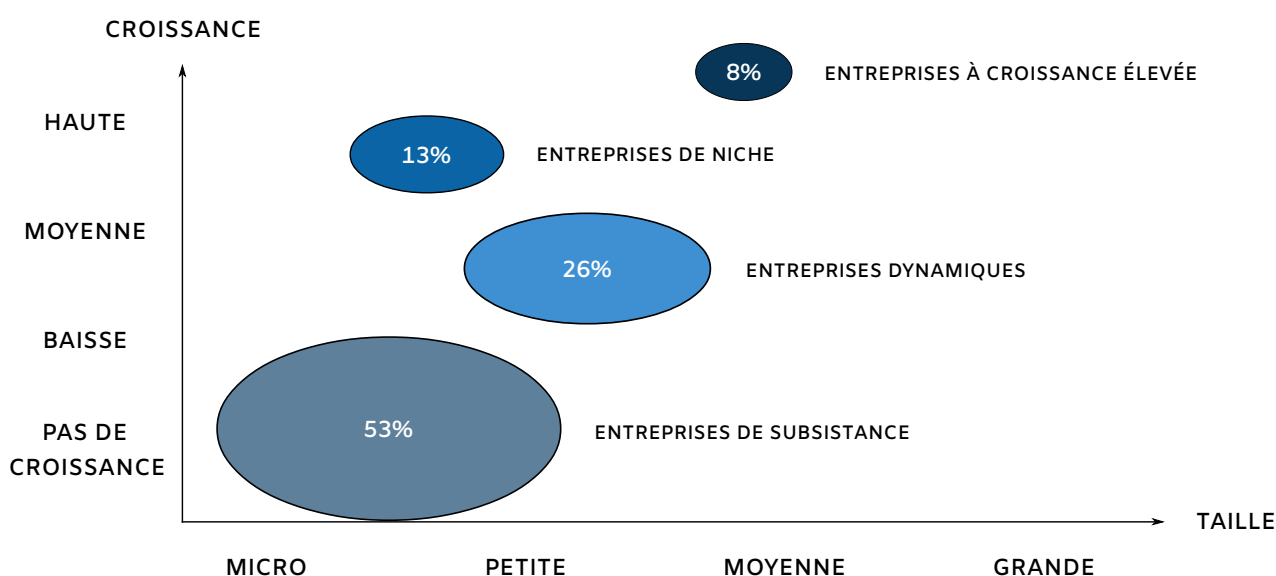 CROISSANCE
8%
ENTREPRISES À CROISSANCE ÉLEVÉE
HAUTE
13%
ENTREPRISES DE NICHE
MOYENNE
26%
ENTREPRISES DYNAMIQUES
BAISSE
53%
ENTREPRISES DE SUBSISTANCE
PAS DE
CROISSANCE
TAILLE
MICRO
PETITE
MOYENNE
GRANDE